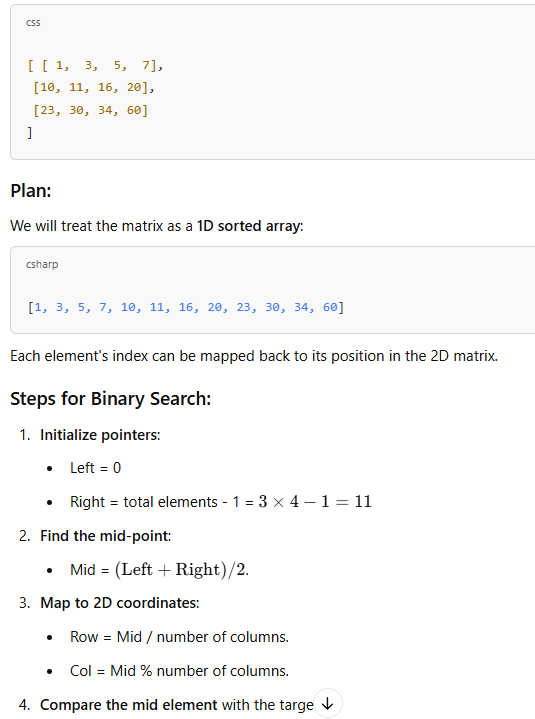 css
[ [ 1, 3, 5, 7],
[10, 11, 16, 20],
[23, 30, 34, 60]
]
Plan:
We will treat the matrix as a 1D sorted array:
csharp
[1, 3, 5, 7, 10, 11, 16, 20, 23, 30, 34, 60]
Each element's index can be mapped back to its position in the 2D matrix.
Steps for Binary Search:
1. Initialize pointers:
• Left = 0
• Right = total elements - 1 = 3 × 4 − 1 = 11
2. Find the mid-point:
• Mid = (Left + Right)/2.
3. Map to 2D coordinates:
• Row = Mid / number of columns.
• Col = Mid % number of columns.
4. Compare the mid element with the targe